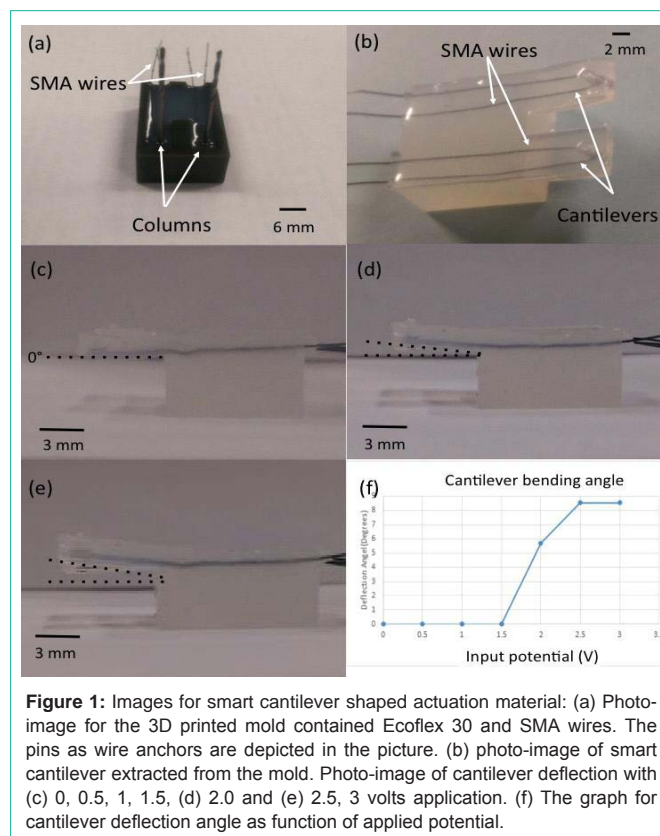 (a)
SMA wires
Columns
6 mm
(b)
SMA wires
2 mm
Cantilevers
(c)
0°
3 mm
(d)
3 mm
(e)
3 mm
(f)
Cantilever bending angle
Deflection Angel(Degrees)
9
8
7
6
5
4
3
2
1
0
0 0.5 1 1.5 2 2.5 3 3.5
Input potential (V)
Figure 1: Images for smart cantilever shaped actuation material: (a) Photo-
image for the 3D printed mold contained Ecoflex 30 and SMA wires. The
pins as wire anchors are depicted in the picture. (b) photo-image of smart
cantilever extracted from the mold. Photo-image of cantilever deflection with
(c) 0, 0.5, 1, 1.5, (d) 2.0 and (e) 2.5, 3 volts application. (f) The graph for
cantilever deflection angle as function of applied potential.